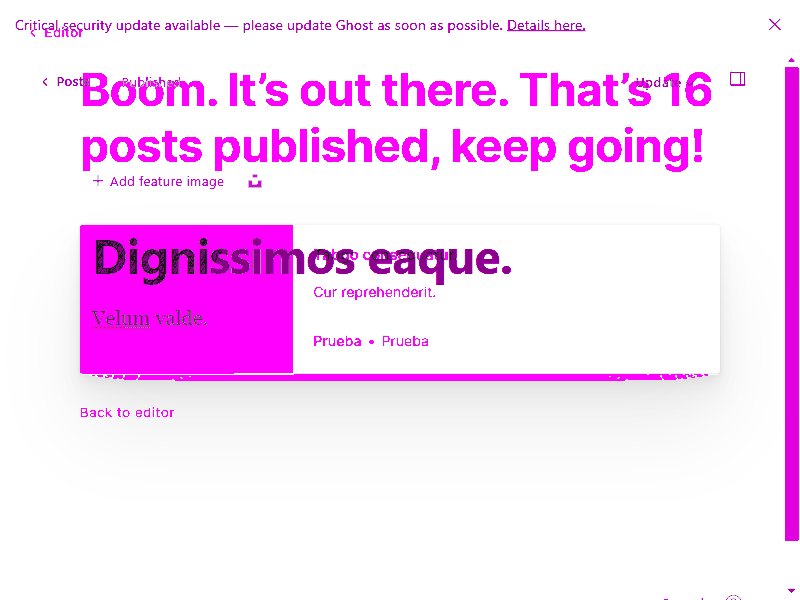 Critical security update available — please update Ghost as soon as possible. Details here.
Editor
Posts Published Update
Boom. It's out there. That's 16
posts published, keep going!
+ Add feature image
Dignissimos eaque.
Cur reprehenderit.
Velum valde.
Prueba • Prueba
Back to editor